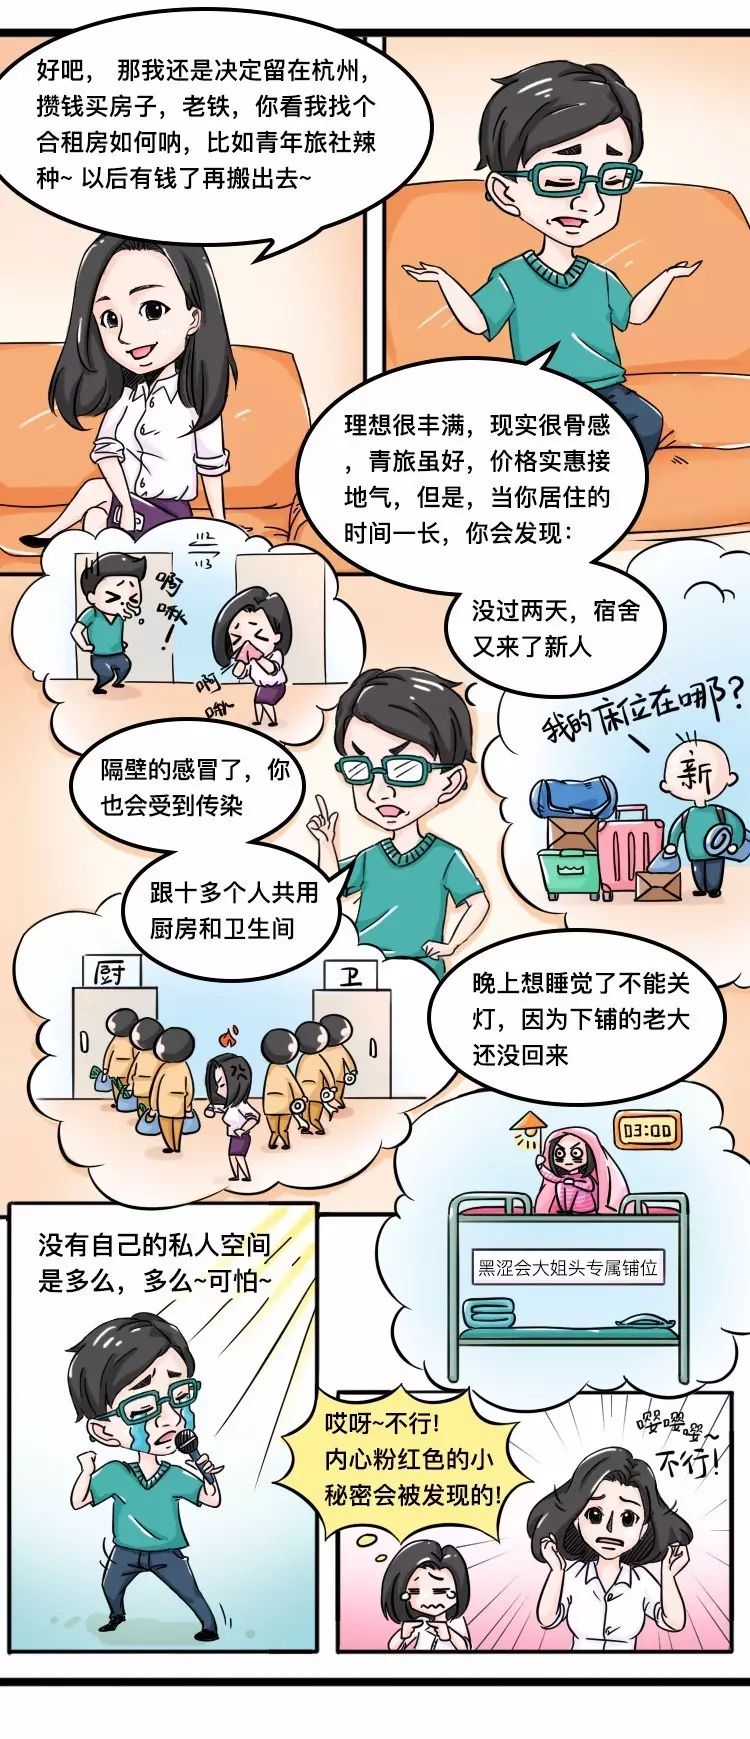 好吧， 那我还是决定留在杭州，
攒钱买房子，老铁，你看我找个
合租房如何呐，比如青年旅社辣
种~ 以后有钱了再搬出去~
理想很丰满，现实很骨感
，青旅虽好，价格实惠接
地气，但是，当你居住的
时间一长，你会发现：
没过两天，宿舍
又来了新人
112
113
啊
啾!
啊
啾
我的床位在哪?
新
隔壁的感冒了，你
也会受到传染
跟十多个人共用
厨房和卫生间
厨
卫
晚上想睡觉了不能关
灯，因为下铺的老大
还没回来
03:00
黑涩会大姐头专属铺位
没有自己的私人空间
是多么，多么~可怕~
哎呀~不行!
内心粉红色的小
秘密会被发现的!
嘤嘤嘤~
不行!